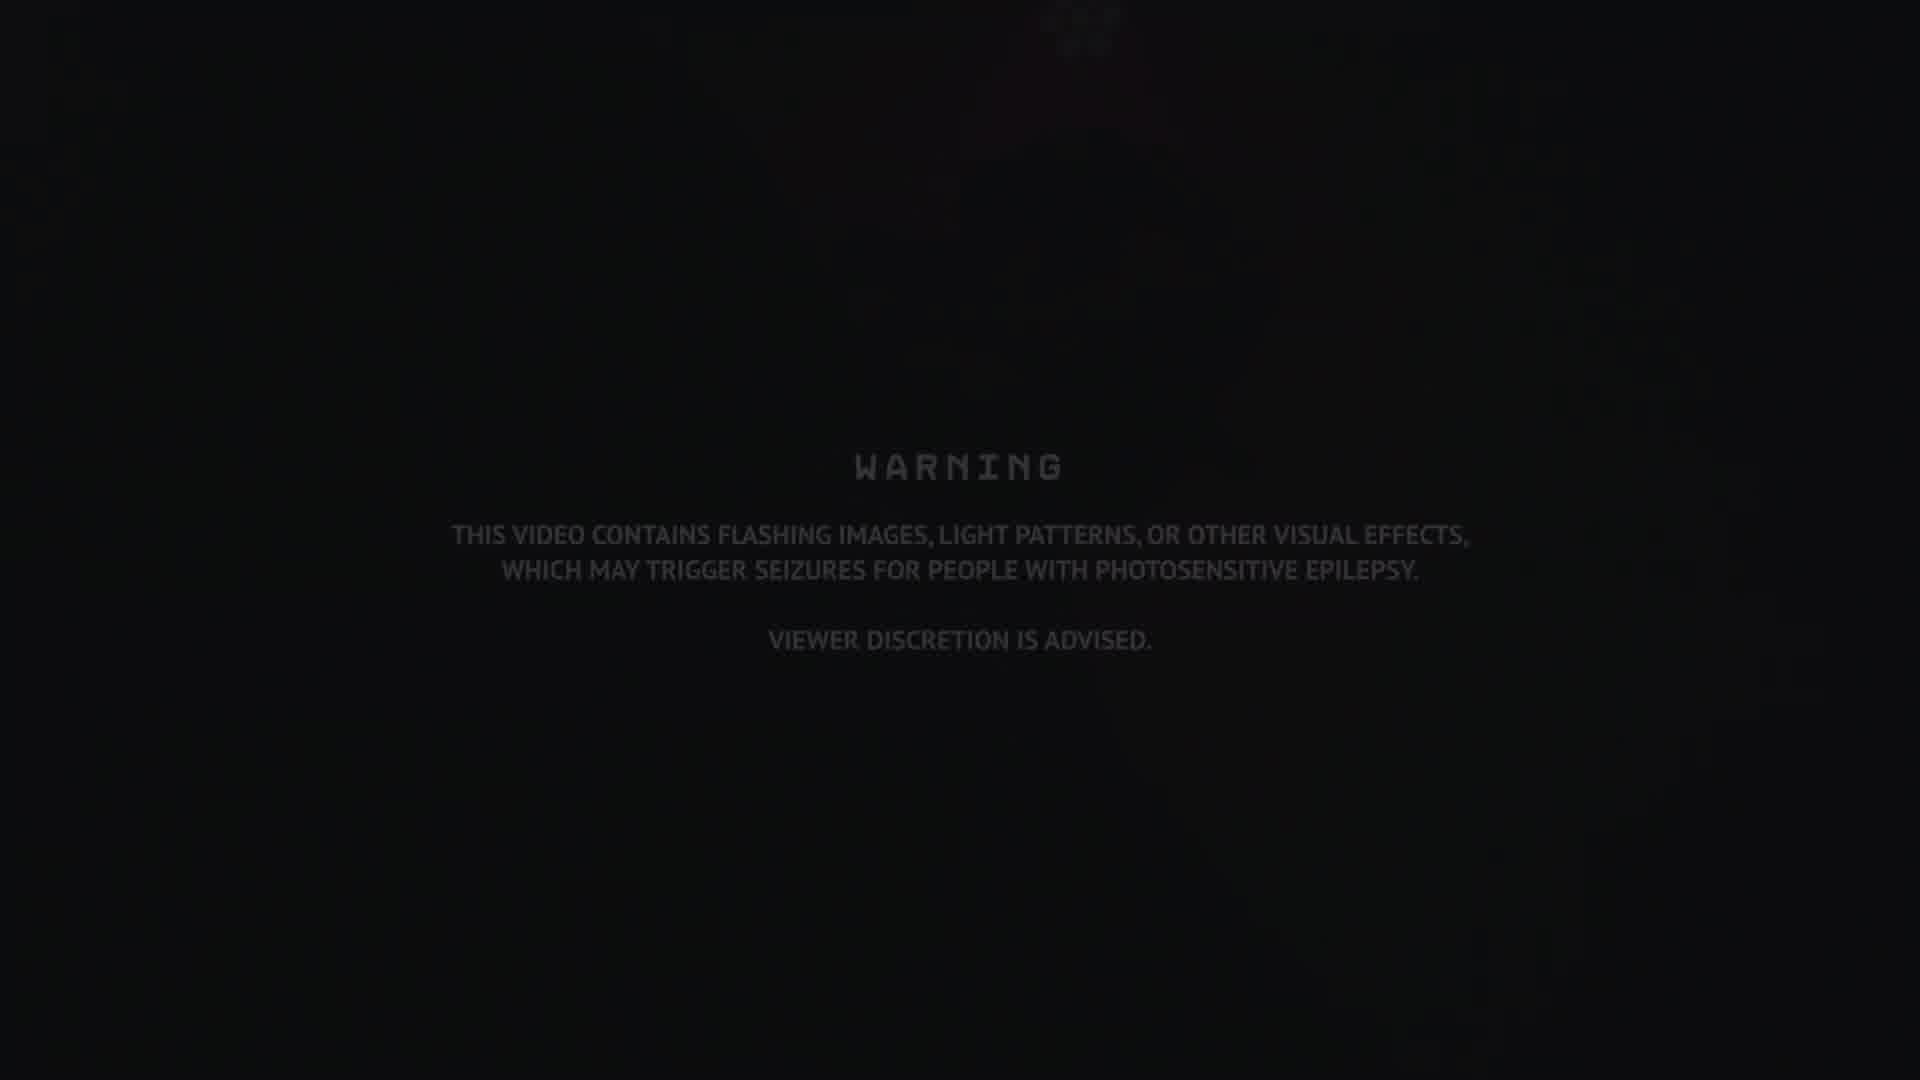 WARNING
THIS VIDEO CONTAINS FLASHING IMAGES, LIGHT PATTERNS, OR OTHER VISUAL EFFECTS,
WHICH MAY TRIGGER SEIZURES FOR PEOPLE WITH PHOTOSENSITIVE EPILEPSY.
VIEWER DISCRETION IS ADVISED.